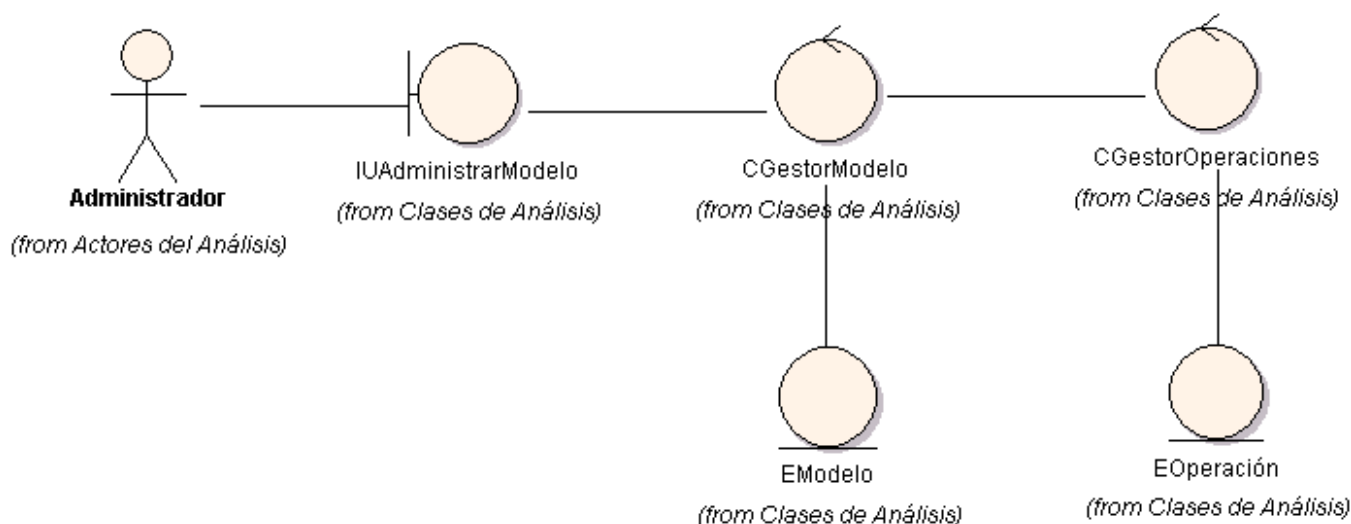 Administrador
(from Actores del Análisis)
IUAdministrarModelo
(from Clases de Análisis)
CGestorModelo
(from Clases de Análisis)
CGestorOperaciones
(from Clases de Análisis)
EModelo
(from Clases de Análisis)
EOperación
(from Clases de Análisis)